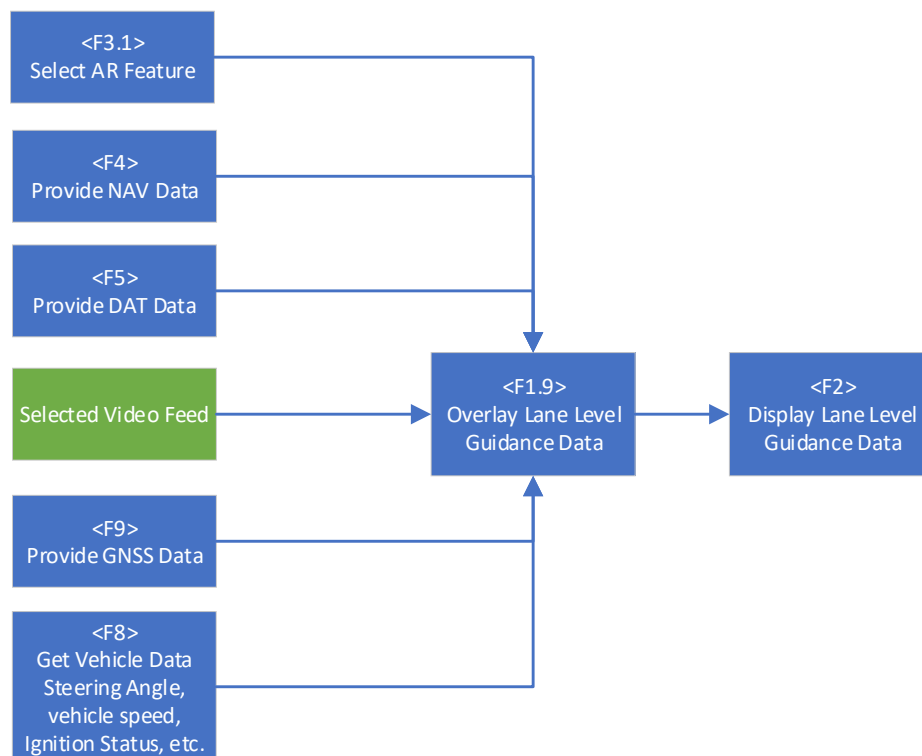 <F3.1>
Select AR Feature
<F4>
Provide NAV Data
<F5>
Provide DAT Data
Selected Video Feed
<F1.9>
Overlay Lane Level
Guidance Data
<F2>
Display Lane Level
Guidance Data
<F9>
Provide GNSS Data
<F8>
Get Vehicle Data
Steering Angle,
vehicle speed,
Ignition Status, etc.